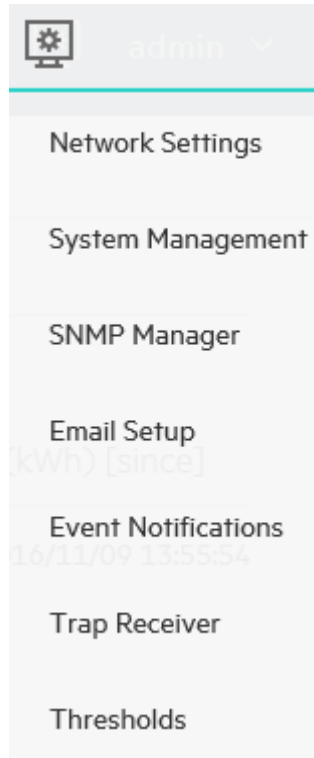 admin
Network Settings
System Management
SNMP Manager
Email Setup
(kWh) [since]
Event Notifications
16/11/09 13:55:54
Trap Receiver
Thresholds